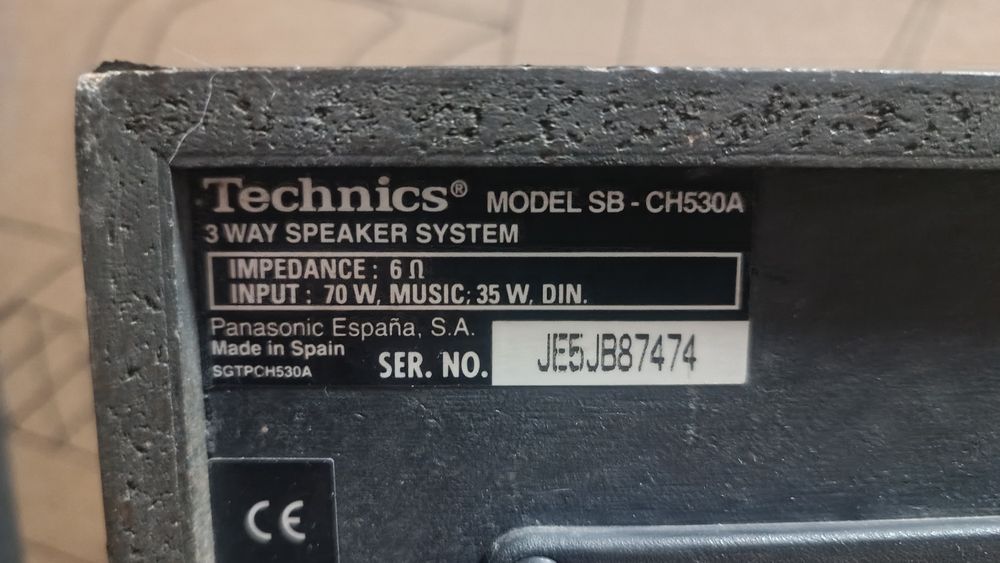 Technics® MODEL SB - CH530A
3 WAY SPEAKER SYSTEM
IMPEDANCE : 6 Ω
INPUT : 70 W, MUSIC; 35 W, DIN.
Panasonic España, S.A.
Made in Spain
SGTPCH530A
SER. NO. JE5JB87474
CE